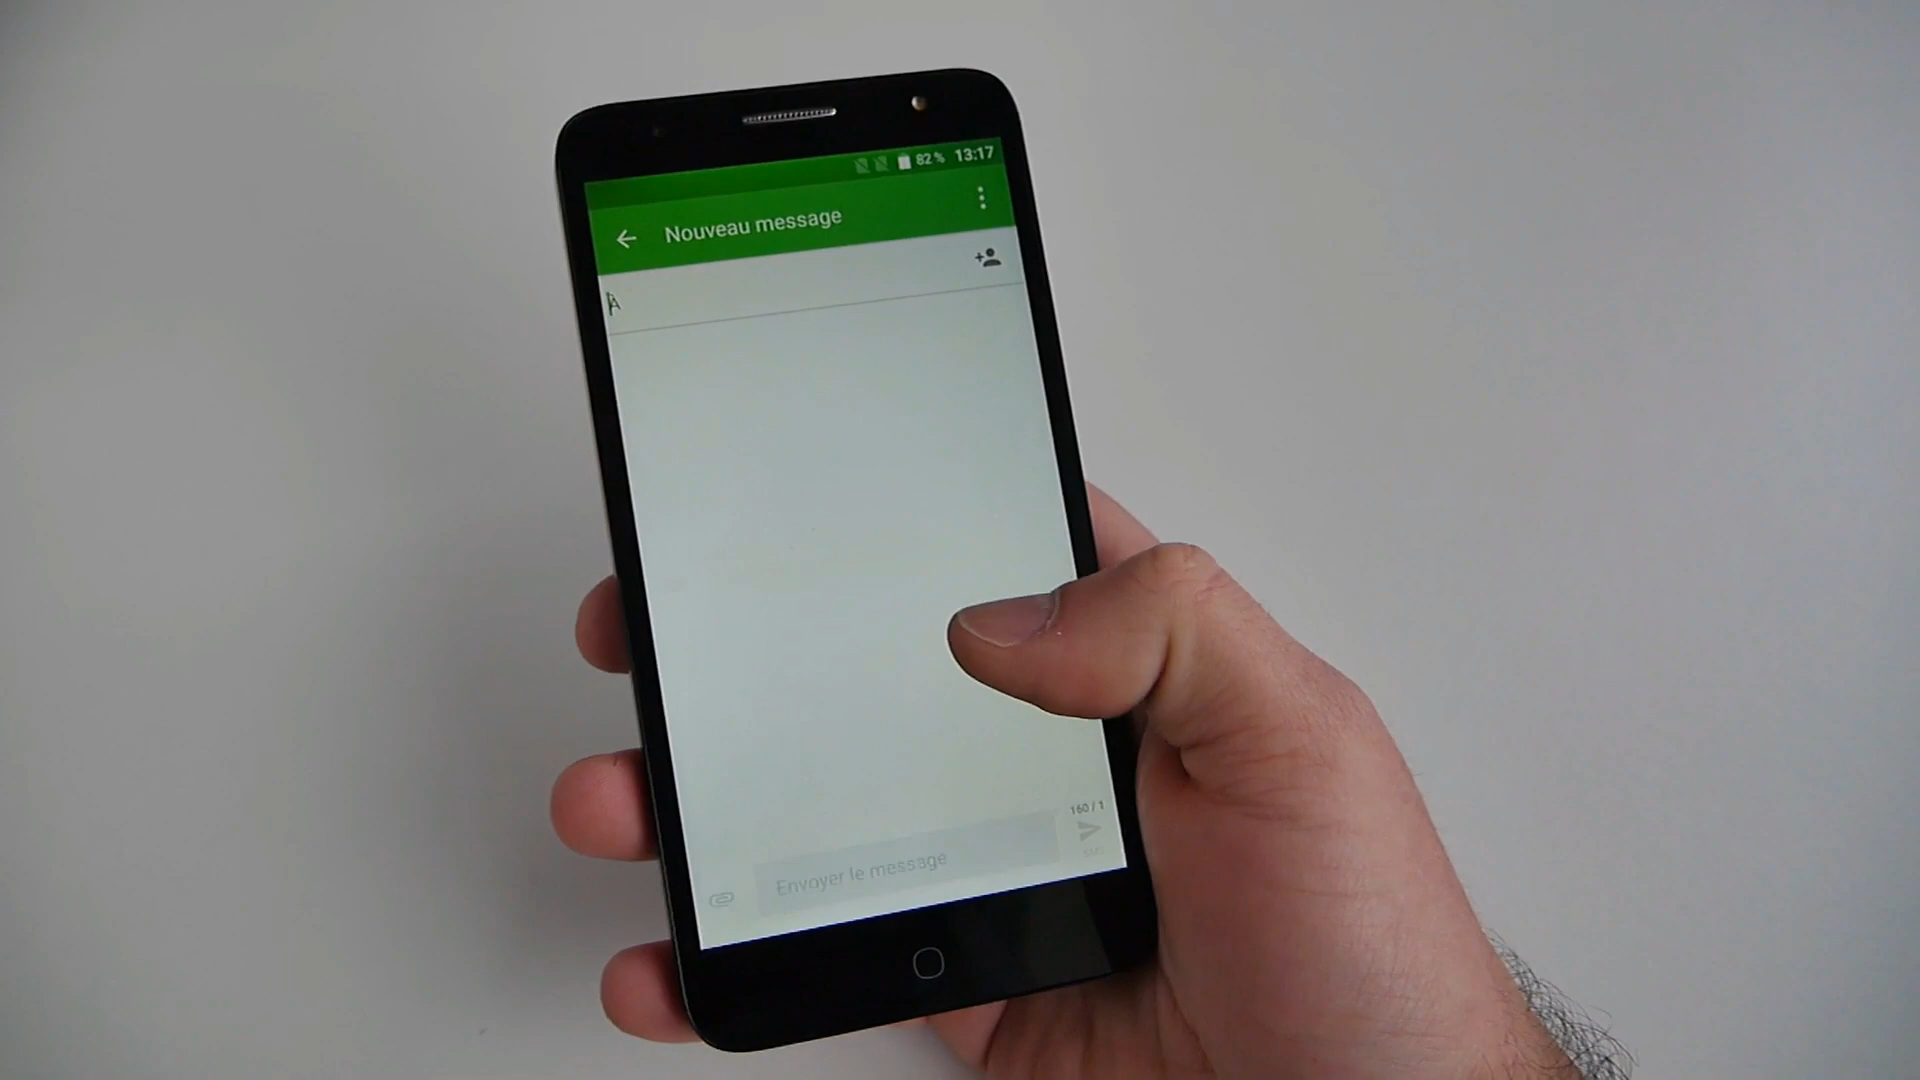 82% 13:17
Nouveau message
À
160 / 1
Envoyer le message
SMS